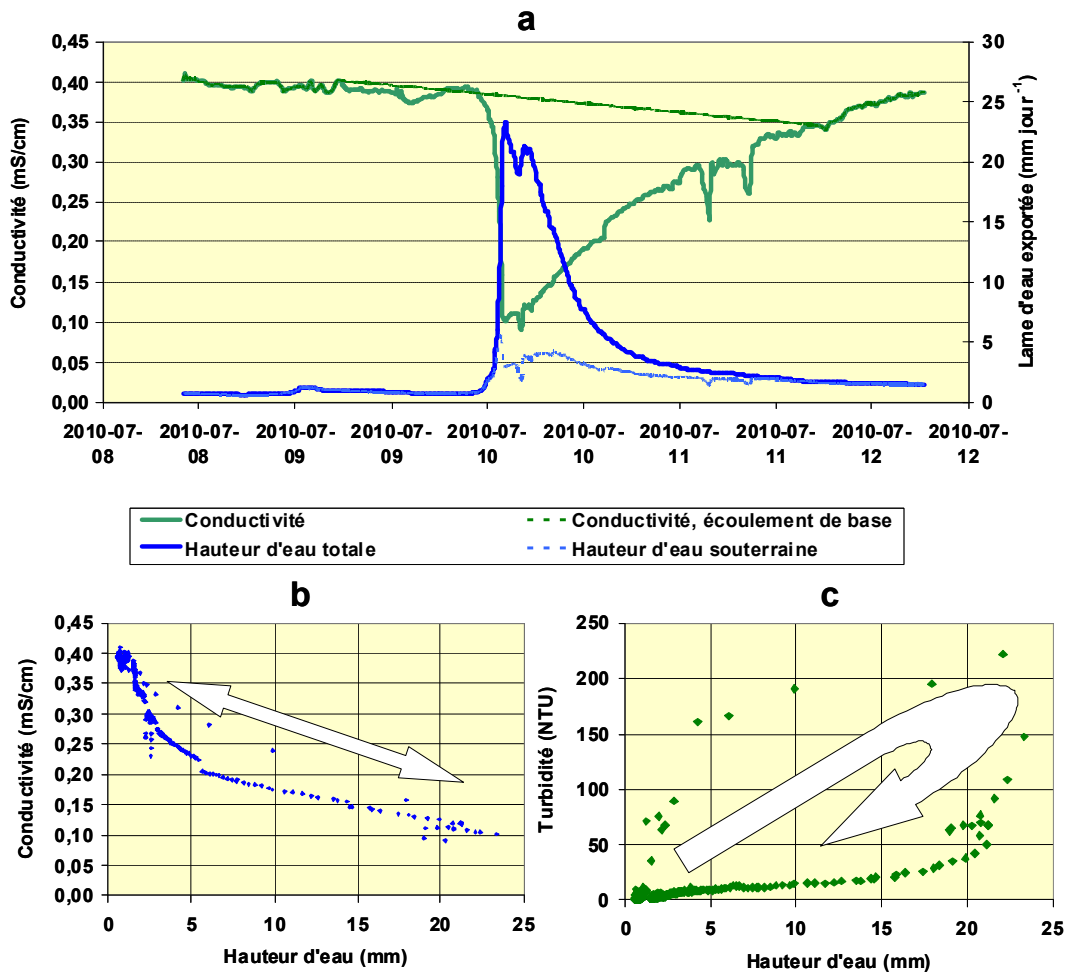 a
Conductivité (mS/cm)
0,45
0,40
0,35
0,30
0,25
0,20
0,15
0,10
0,05
0,00
30
25
20
15
10
5
0
Lame d'eau exportée (mm jour⁻¹)
2010-07-08
2010-07-08
2010-07-09
2010-07-09
2010-07-10
2010-07-10
2010-07-11
2010-07-11
2010-07-12
2010-07-12
Conductivité
Conductivité, écoulement de base
Hauteur d'eau totale
Hauteur d'eau souterraine
b
Conductivité (mS/cm)
0,45
0,40
0,35
0,30
0,25
0,20
0,15
0,10
0,05
0,00
0 5 10 15 20 25
Hauteur d'eau (mm)
c
Turbidité (NTU)
250
200
150
100
50
0
0 5 10 15 20 25
Hauteur d'eau (mm)